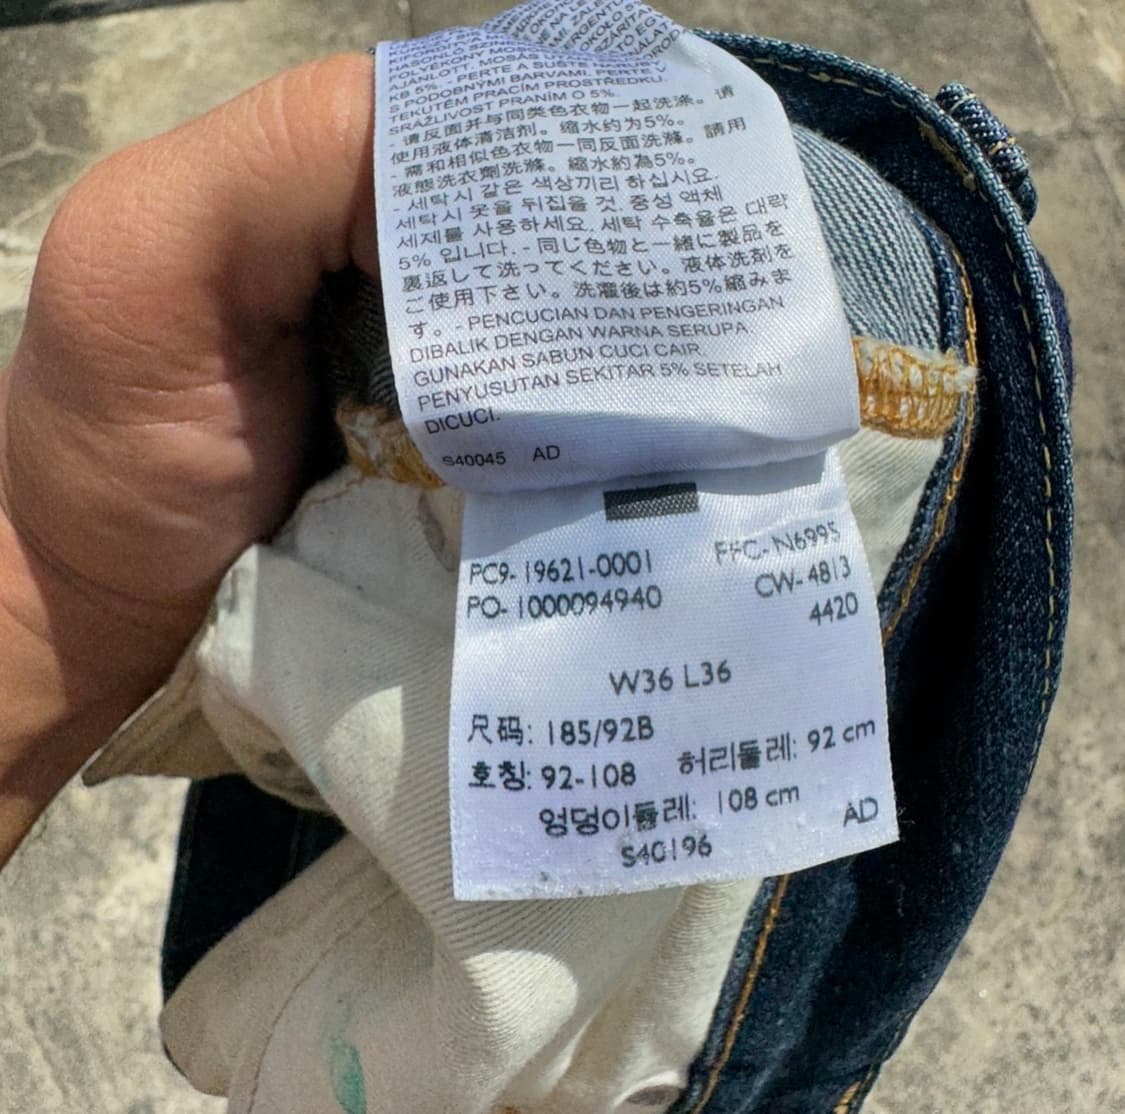 AJÁNLOTT. MOSÁS U
KB 5%. - PERTE A SUŠTE NARUBY
S PODOBNÝMI BARVAMI. PERTE V
TEKUTÉM PRACÍM PROSTŘEDKU.
SRÁŽLIVOST PRANÍM O 5%.
- 请反面并与同类色衣物一起洗涤。请
使用液体清洁剂。缩水约为5%。
- 需和相似色衣物一同反面洗滌。請用
液態洗衣劑洗滌。縮水約為5%。
- 세탁시 같은 색상끼리 하십시요.
세탁시 옷을 뒤집을 것. 중성 액체
세제를 사용하세요. 세탁 수축율은 대략
5% 입니다. - 同じ色物と一緒に製品を
裏返して洗ってください。液体洗剤を
ご使用下さい。洗濯後は約5%縮みま
す。- PENCUCIAN DAN PENGERINGAN
DIBALIK DENGAN WARNA SERUPA.
GUNAKAN SABUN CUCI CAIR.
PENYUSUTAN SEKITAR 5% SETELAH
DICUCI.
S40045 AD
PC9-19621-0001 FFC-N6995
PO-1000094940 CW-4813
4420
W36 L36
尺码: 185/92B
호칭: 92-108 허리둘레: 92 cm
엉덩이둘레: 108 cm AD
S40196